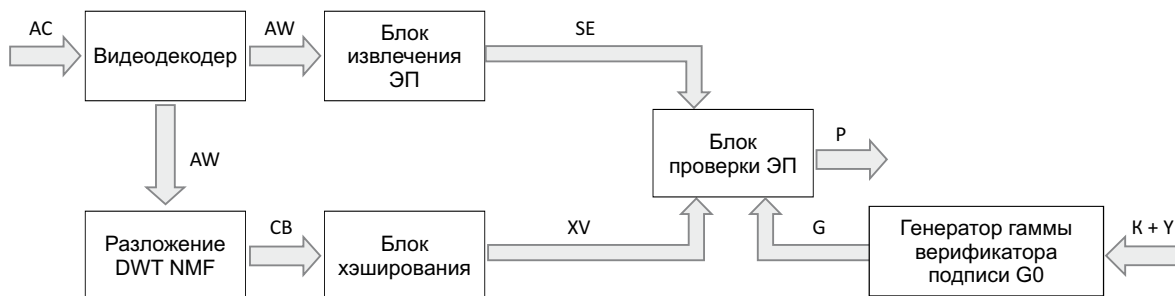 AC
Видеодекодер
AW
Блок
извлечения
ЭП
SE
AW
Блок
проверки ЭП
P
Разложение
DWT NMF
CB
Блок
хэширования
XV
G
Генератор гаммы
верификатора
подписи G0
K + Y